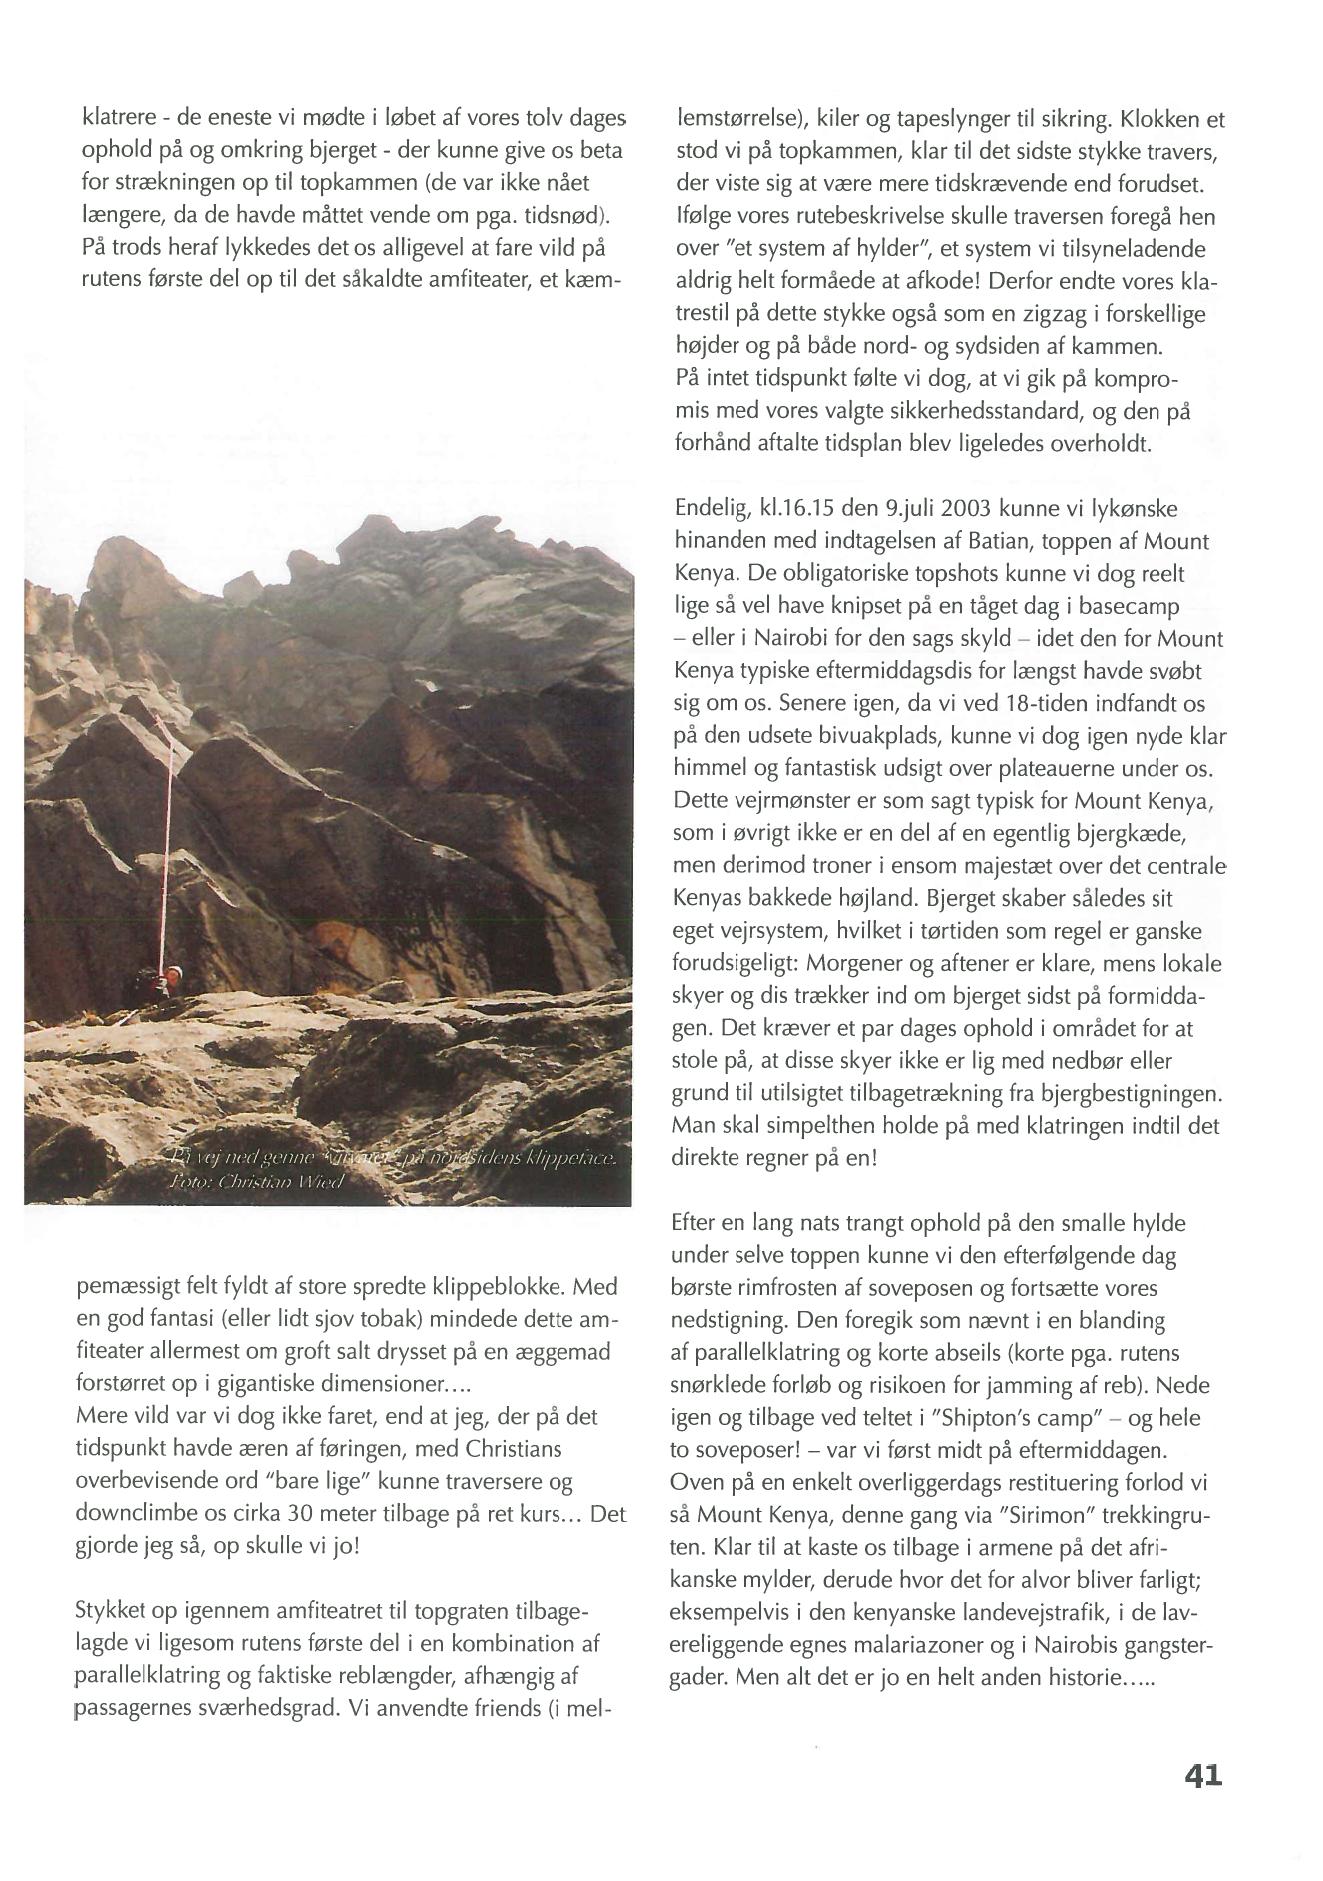 klatrere - de eneste vi mødte i løbet af vores tolv dages
ophold på og omkring bjerget - der kunne give os beta
for strækningen op til topkammen (de var ikke nået
længere, da de havde måttet vende om pga. tidsnød).
På trods heraf lykkedes det os alligevel at fare vild på
rutens første del op til det såkaldte amfiteater, et kæm-
På vej ned på nordsidens klippeface.
Foto: Christian Wied
pemæssigt felt fyldt af store spredte klippeblokke. Med
en god fantasi (eller lidt sjov tobak) mindede dette am-
fiteater allermest om groft salt drysset på en æggemad
forstørret op i gigantiske dimensioner....
Mere vild var vi dog ikke faret, end at jeg, der på det
tidspunkt havde æren af føringen, med Christians
overbevisende ord "bare lige" kunne traversere og
downclimbe os cirka 30 meter tilbage på ret kurs... Det
gjorde jeg så, op skulle vi jo!
Stykket op igennem amfiteatret til topgraten tilbage-
lagde vi ligesom rutens første del i en kombination af
parallelklatring og faktiske reblængder, afhængig af
passagernes sværhedsgrad. Vi anvendte friends (i mel-
lemstørrelse), kiler og tapeslynger til sikring. Klokken et
stod vi på topkammen, klar til det sidste stykke travers,
der viste sig at være mere tidskrævende end forudset.
Ifølge vores rutebeskrivelse skulle traversen foregå hen
over "et system af hylder", et system vi tilsyneladende
aldrig helt formåede at afkode! Derfor endte vores kla-
trestil på dette stykke også som en zigzag i forskellige
højder og på både nord- og sydsiden af kammen.
På intet tidspunkt følte vi dog, at vi gik på kompro-
mis med vores valgte sikkerhedsstandard, og den på
forhånd aftalte tidsplan blev ligeledes overholdt.
Endelig, kl.16.15 den 9.juli 2003 kunne vi lykønske
hinanden med indtagelsen af Batian, toppen af Mount
Kenya. De obligatoriske topshots kunne vi dog reelt
lige så vel have knipset på en tåget dag i basecamp
– eller i Nairobi for den sags skyld – idet den for Mount
Kenya typiske eftermiddagsdis for længst havde svøbt
sig om os. Senere igen, da vi ved 18-tiden indfandt os
på den udsete bivuakplads, kunne vi dog igen nyde klar
himmel og fantastisk udsigt over plateauerne under os.
Dette vejrmønster er som sagt typisk for Mount Kenya,
som i øvrigt ikke er en del af en egentlig bjergkæde,
men derimod troner i ensom majestæt over det centrale
Kenyas bakkede højland. Bjerget skaber således sit
eget vejrsystem, hvilket i tørtiden som regel er ganske
forudsigeligt: Morgener og aftener er klare, mens lokale
skyer og dis trækker ind om bjerget sidst på formidda-
gen. Det kræver et par dages ophold i området for at
stole på, at disse skyer ikke er lig med nedbør eller
grund til utilsigtet tilbagetrækning fra bjergbestigningen.
Man skal simpelthen holde på med klatringen indtil det
direkte regner på en!
Efter en lang nats trangt ophold på den smalle hylde
under selve toppen kunne vi den efterfølgende dag
børste rimfrosten af soveposen og fortsætte vores
nedstigning. Den foregik som nævnt i en blanding
af parallelklatring og korte abseils (korte pga. rutens
snørklede forløb og risikoen for jamming af reb). Nede
igen og tilbage ved teltet i "Shipton's camp" – og hele
to soveposer! – var vi først midt på eftermiddagen.
Oven på en enkelt overliggerdags restituering forlod vi
så Mount Kenya, denne gang via "Sirimon" trekkingru-
ten. Klar til at kaste os tilbage i armene på det afri-
kanske mylder, derude hvor det for alvor bliver farligt;
eksempelvis i den kenyanske landevejstrafik, i de lav-
ereliggende egnes malariazoner og i Nairobis gangster-
gader. Men alt det er jo en helt anden historie.....
41